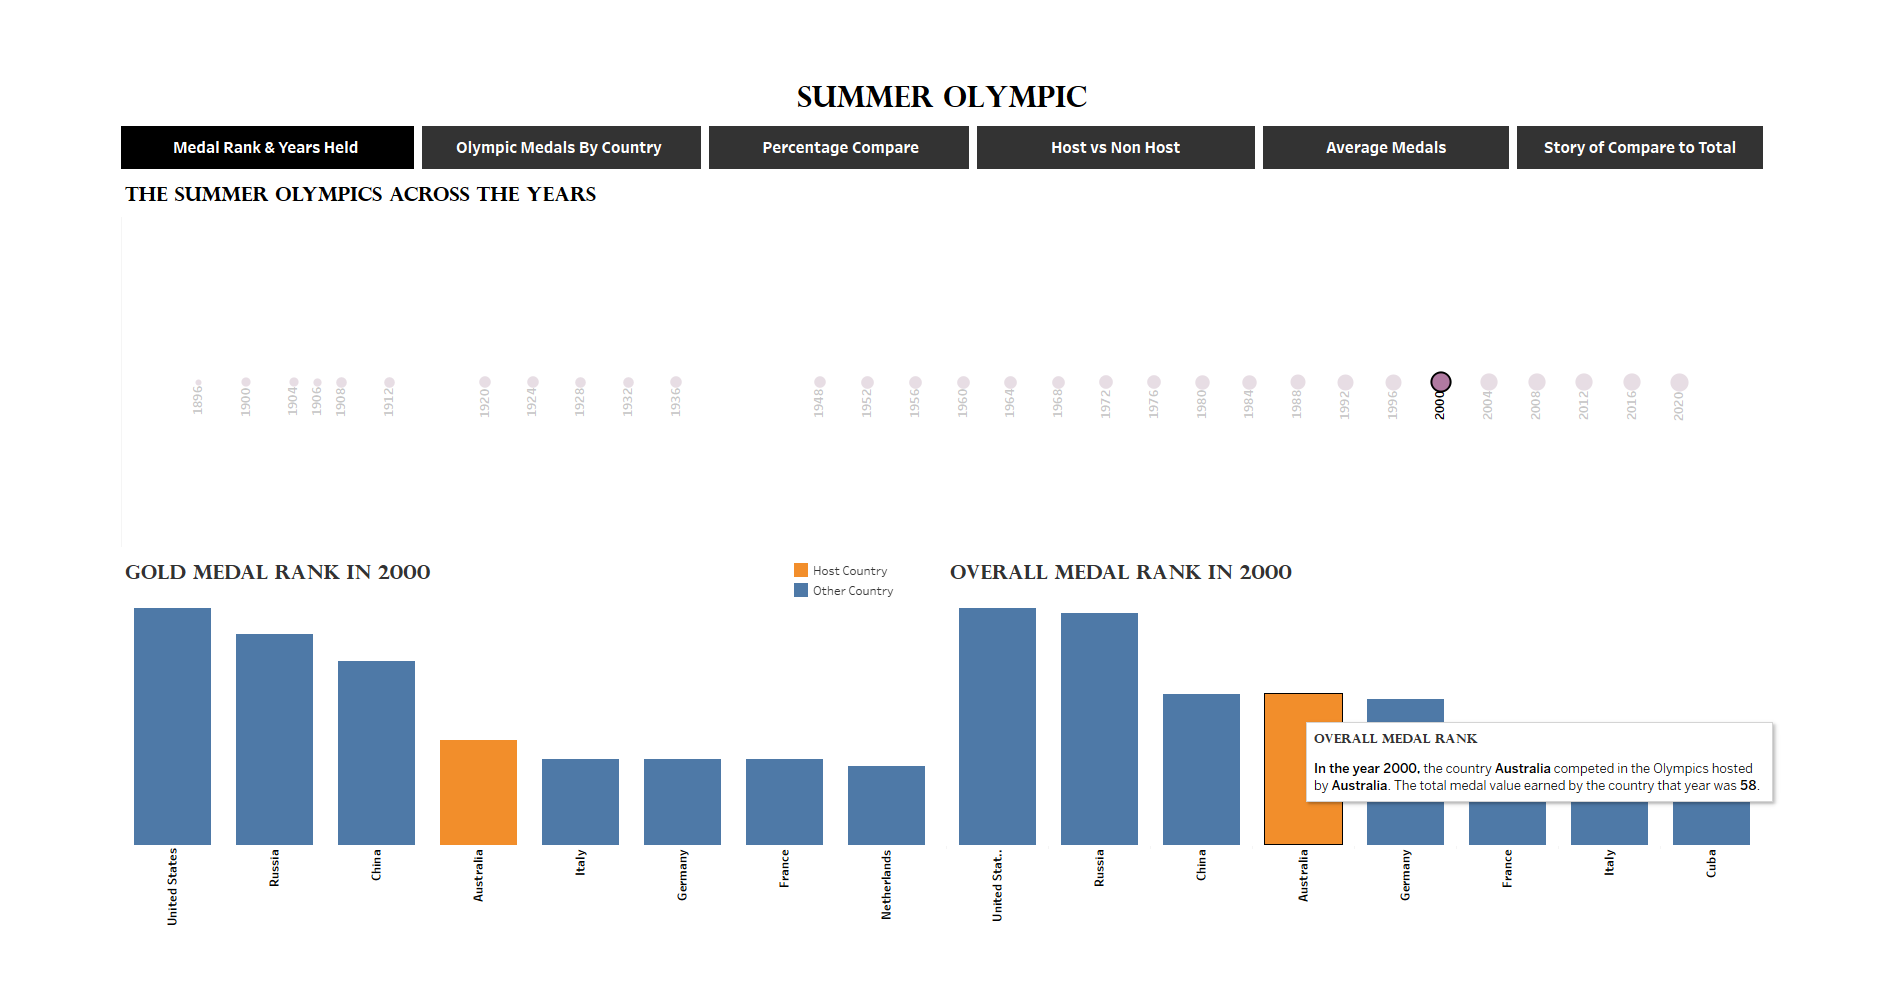 SUMMER OLYMPIC
Medal Rank & Years Held
Olympic Medals By Country
Percentage Compare
Host vs Non Host
Average Medals
Story of Compare to Total
THE SUMMER OLYMPICS ACROSS THE YEARS
1896
1900
1904
1906
1908
1912
1920
1924
1928
1932
1936
1948
1952
1956
1960
1964
1968
1972
1976
1980
1984
1988
1992
1996
2000
2004
2008
2012
2016
2020
GOLD MEDAL RANK IN 2000
Host Country
Other Country
United States
Russia
China
Australia
Italy
Germany
France
Netherlands
OVERALL MEDAL RANK IN 2000
OVERALL MEDAL RANK
In the year 2000, the country Australia competed in the Olympics hosted
by Australia. The total medal value earned by the country that year was 58.
United Stat..
Russia
China
Australia
Germany
France
Italy
Cuba